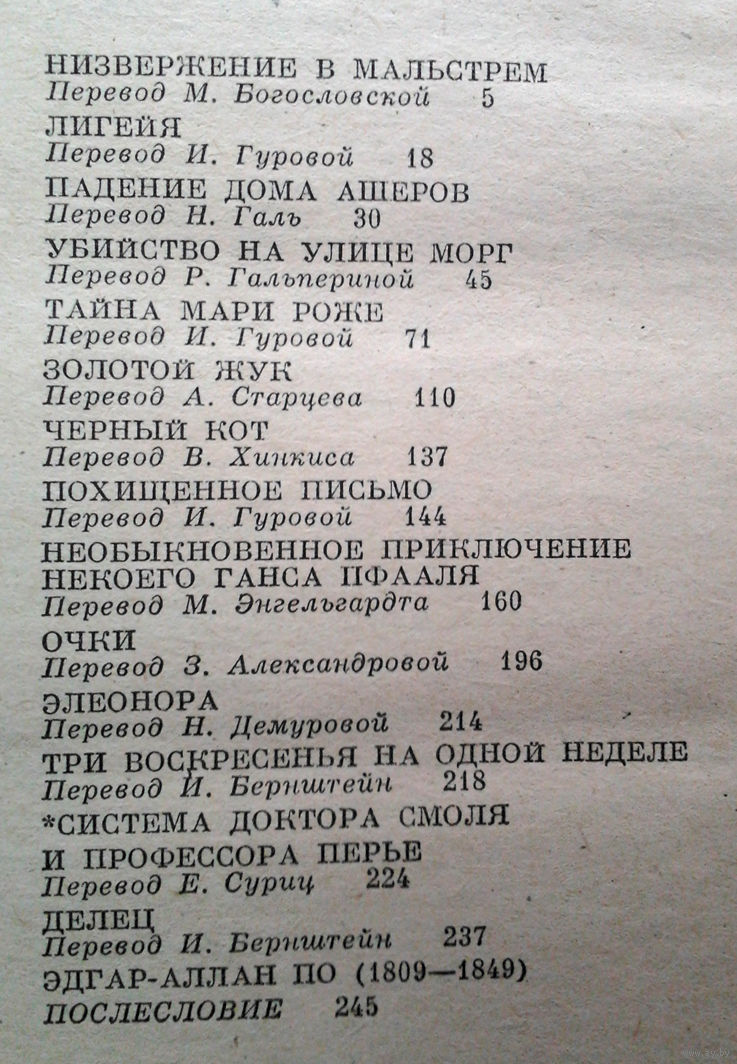 НИЗВЕРЖЕНИЕ В МАЛЬСТРЕМ
Перевод М. Богословской 5
ЛИГЕЙЯ
Перевод И. Гуровой 18
ПАДЕНИЕ ДОМА АШЕРОВ
Перевод Н. Галь 30
УБИЙСТВО НА УЛИЦЕ МОРГ
Перевод Р. Гальпериной 45
ТАЙНА МАРИ РОЖЕ
Перевод И. Гуровой 71
ЗОЛОТОЙ ЖУК
Перевод А. Старцева 110
ЧЕРНЫЙ КОТ
Перевод В. Хинкиса 137
ПОХИЩЕННОЕ ПИСЬМО
Перевод И. Гуровой 144
НЕОБЫКНОВЕННОЕ ПРИКЛЮЧЕНИЕ
НЕКОЕГО ГАНСА ПФААЛЯ
Перевод М. Энгельгардта 160
ОЧКИ
Перевод З. Александровой 196
ЭЛЕОНОРА
Перевод Н. Демуровой 214
ТРИ ВОСКРЕСЕНЬЯ НА ОДНОЙ НЕДЕЛЕ
Перевод И. Бернштейн 218
*СИСТЕМА ДОКТОРА СМОЛЯ
И ПРОФЕССОРА ПЕРЬЕ
Перевод Е. Суриц 224
ДЕЛЕЦ
Перевод И. Бернштейн 237
ЭДГАР-АЛЛАН ПО (1809—1849)
ПОСЛЕСЛОВИЕ 245
www.ay.by